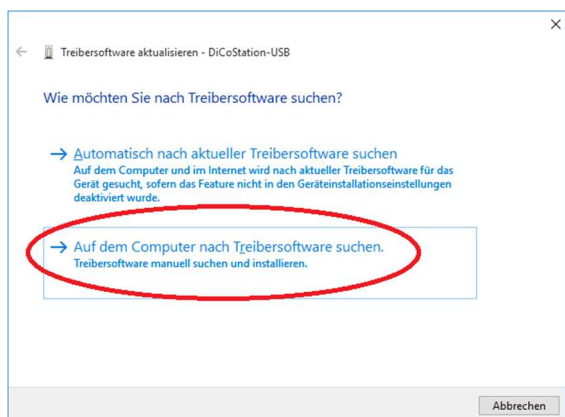 Treibersoftware aktualisieren - DiCoStation-USB
Wie möchten Sie nach Treibersoftware suchen?
Automatisch nach aktueller Treibersoftware suchen
Auf dem Computer und im Internet wird nach aktueller Treibersoftware für das
Gerät gesucht, sofern das Feature nicht in den Geräteinstallationseinstellungen
deaktiviert wurde.
Auf dem Computer nach Treibersoftware suchen.
Treibersoftware manuell suchen und installieren.
Abbrechen